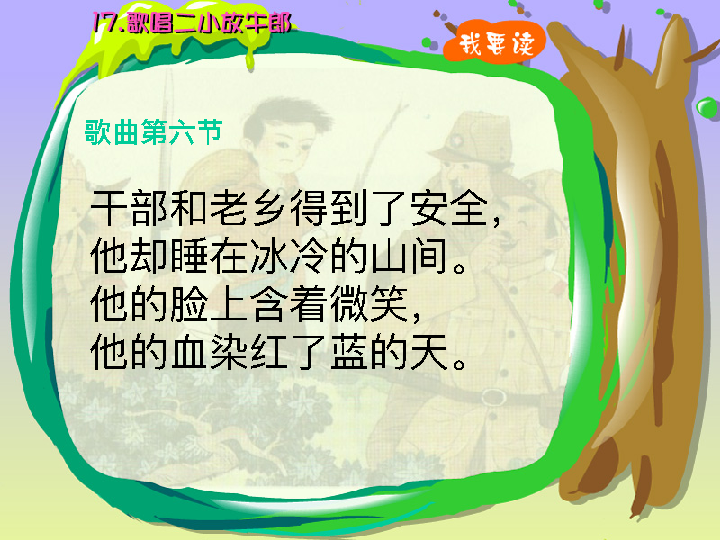 17.歌唱二小放牛郎
我要读
歌曲第六节
干部和老乡得到了安全，
他却睡在冰冷的山间。
他的脸上含着微笑，
他的血染红了蓝的天。